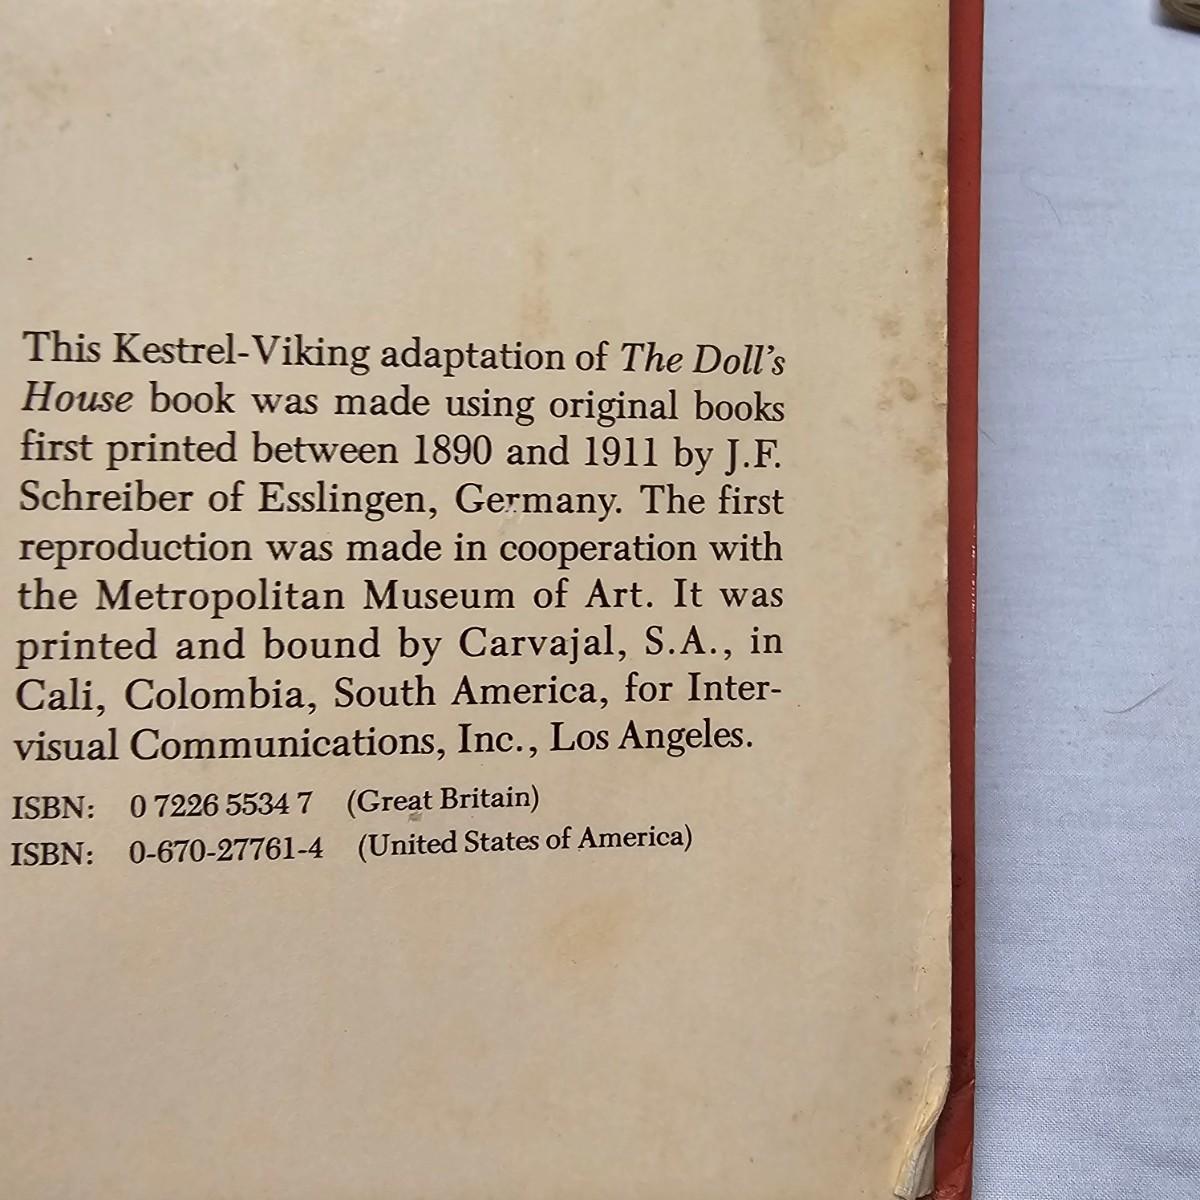 This Kestrel-Viking adaptation of The Doll's
House book was made using original books
first printed between 1890 and 1911 by J.F.
Schreiber of Esslingen, Germany. The first
reproduction was made in cooperation with
the Metropolitan Museum of Art. It was
printed and bound by Carvajal, S.A., in
Cali, Colombia, South America, for Inter-
visual Communications, Inc., Los Angeles.
ISBN: 0 7226 5534 7 (Great Britain)
ISBN: 0-670-27761-4 (United States of America)